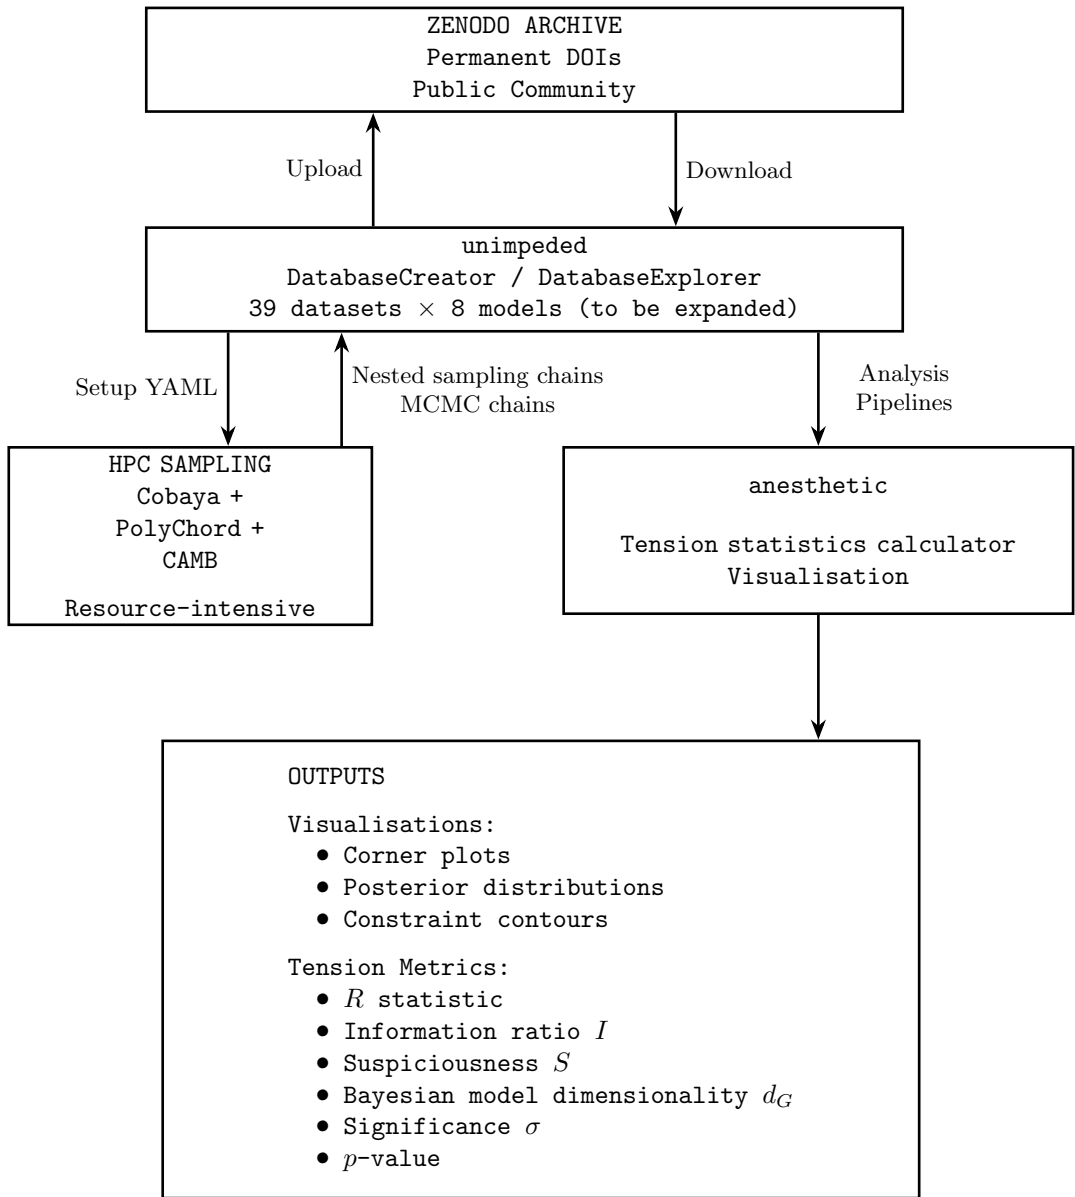 ZENODO ARCHIVE
Permanent DOIs
Public Community
Upload
Download
unimpeded
DatabaseCreator / DatabaseExplorer
39 datasets × 8 models (to be expanded)
Setup YAML
Nested sampling chains
MCMC chains
Analysis
Pipelines
HPC SAMPLING
Cobaya +
PolyChord +
CAMB
Resource-intensive
anesthetic
Tension statistics calculator
Visualisation
OUTPUTS
Visualisations:
• Corner plots
• Posterior distributions
• Constraint contours
Tension Metrics:
• R statistic
• Information ratio I
• Suspiciousness S
• Bayesian model dimensionality d_G
• Significance σ
• p-value